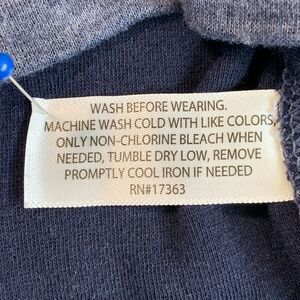 WASH BEFORE WEARING.
MACHINE WASH COLD WITH LIKE COLORS,
ONLY NON-CHLORINE BLEACH WHEN
NEEDED, TUMBLE DRY LOW, REMOVE
PROMPTLY COOL IRON IF NEEDED
RN#17363